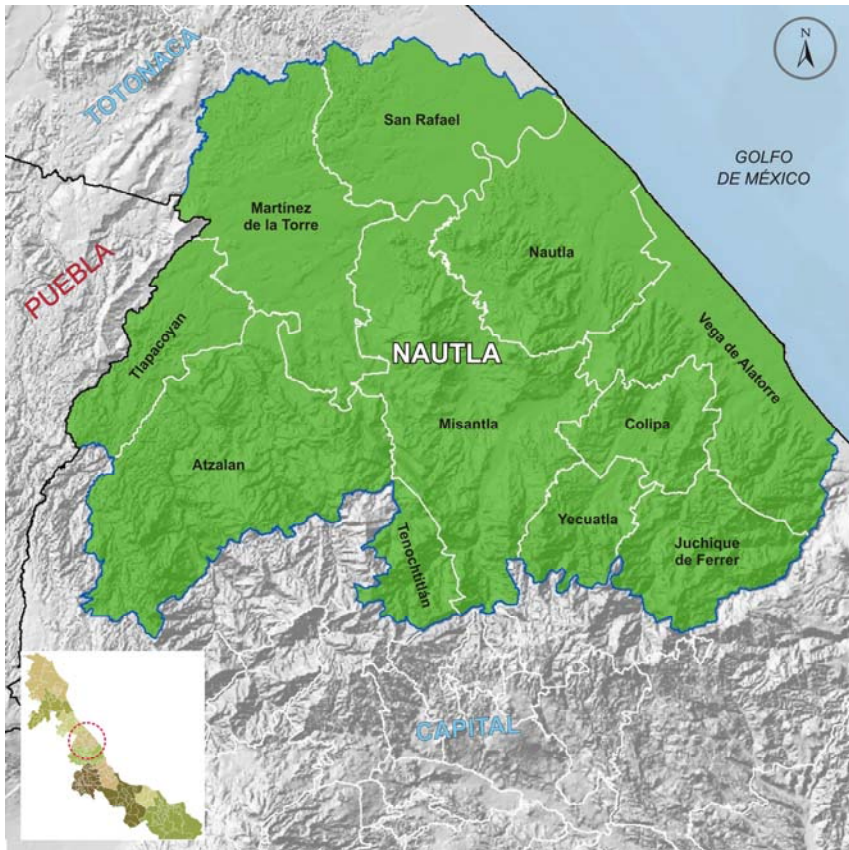 N
TOTONACA
San Rafael
GOLFO
DE MÉXICO
Martínez
de la Torre
Nautla
PUEBLA
Tlapacoyan
Vega de Alatorre
NAUTLA
Misantla
Colipa
Atzalan
Yecuatla
Tenochtitlán
Juchique
de Ferrer
CAPITAL